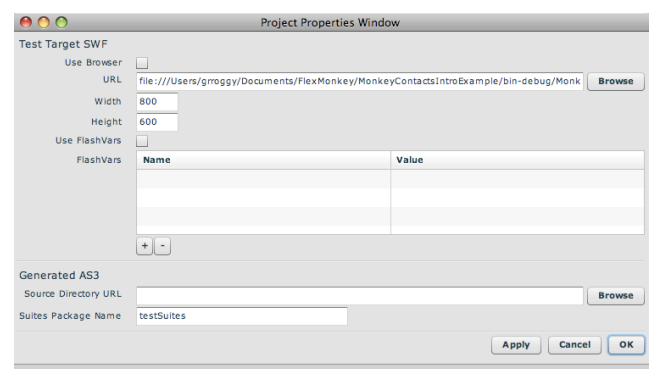 Project Properties Window
Test Target SWF
Use Browser
URL file:///Users/grroggy/Documents/FlexMonkey/MonkeyContactsIntroExample/bin-debug/Monk Browse
Width 800
Height 600
Use FlashVars
FlashVars Name Value
+ -
Generated AS3
Source Directory URL Browse
Suites Package Name testSuites
Apply Cancel OK